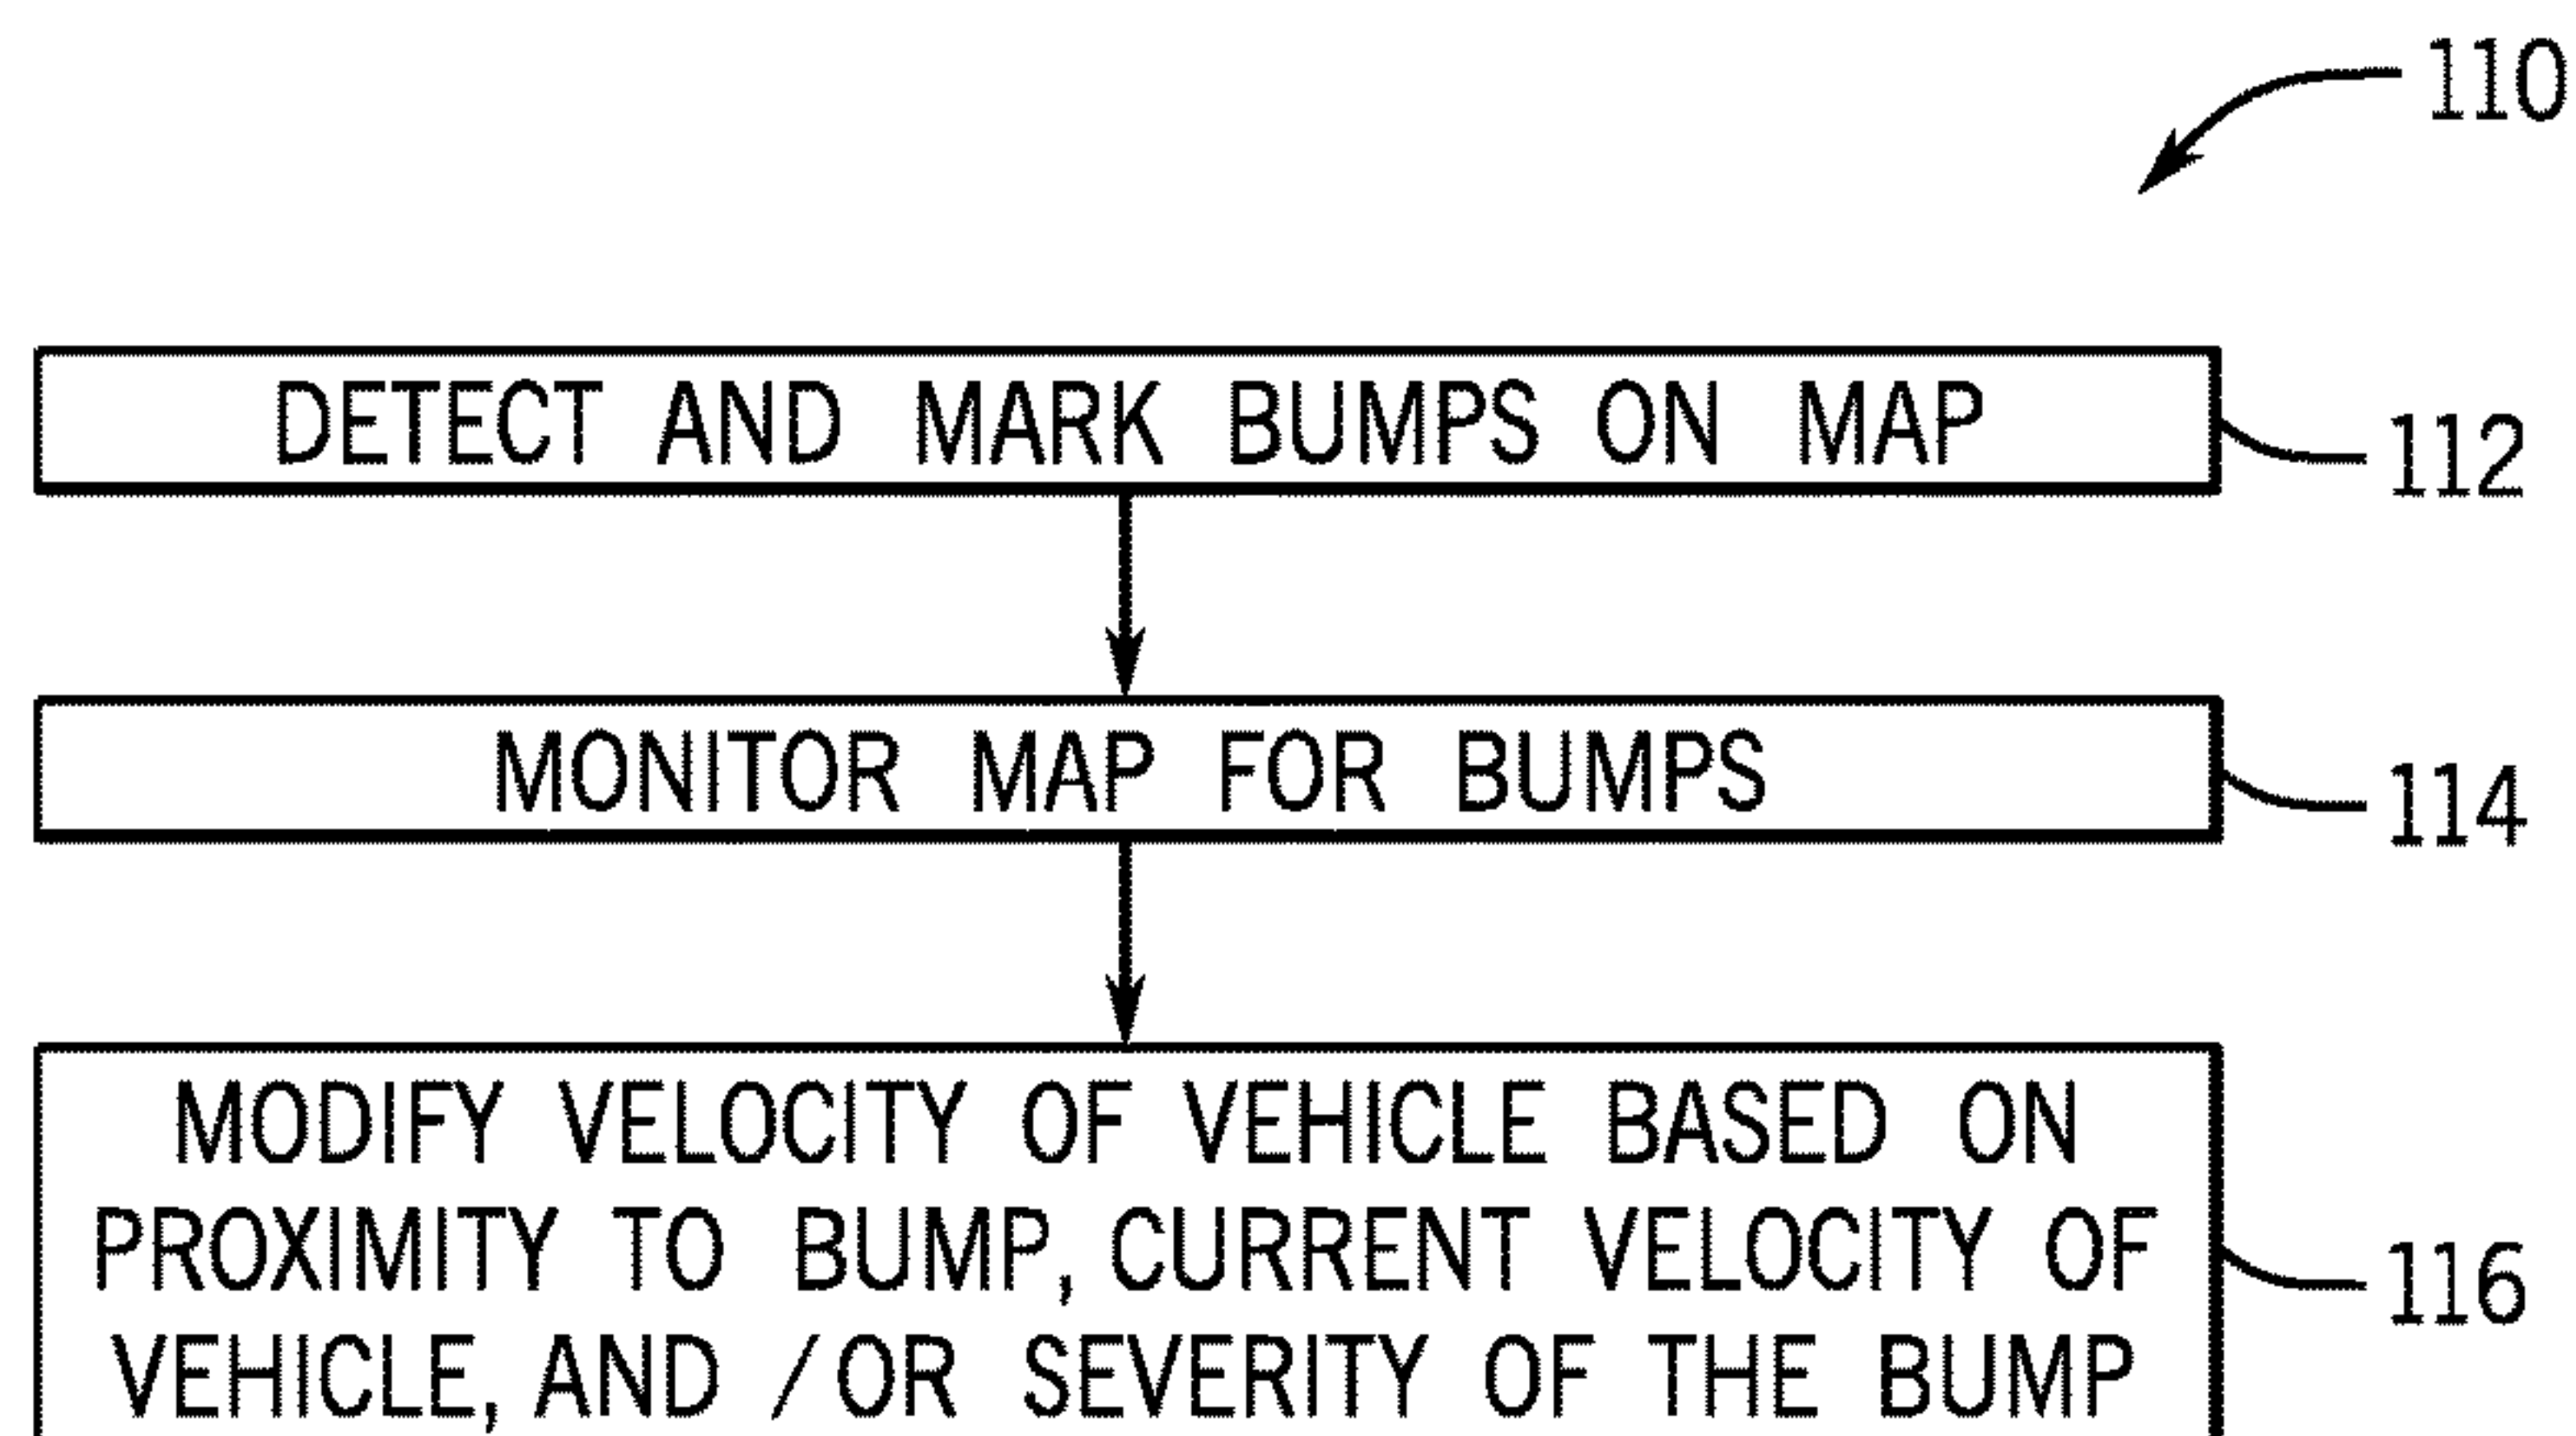 110
DETECT AND MARK BUMPS ON MAP
112
MONITOR MAP FOR BUMPS
114
MODIFY VELOCITY OF VEHICLE BASED ON
PROXIMITY TO BUMP, CURRENT VELOCITY OF
VEHICLE, AND /OR SEVERITY OF THE BUMP
116